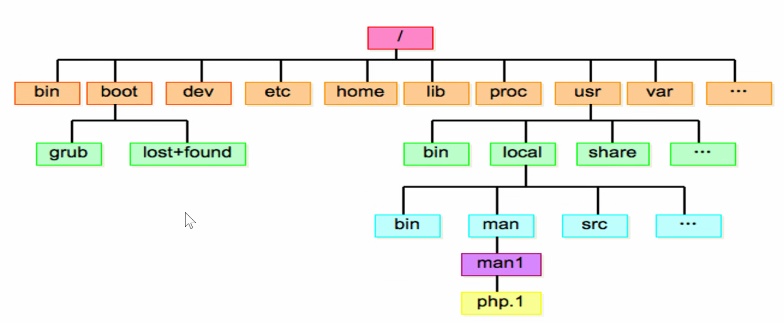 /
bin boot dev etc home lib proc usr var ...
grub lost+found bin local share ...
bin man src ...
man1
php.1